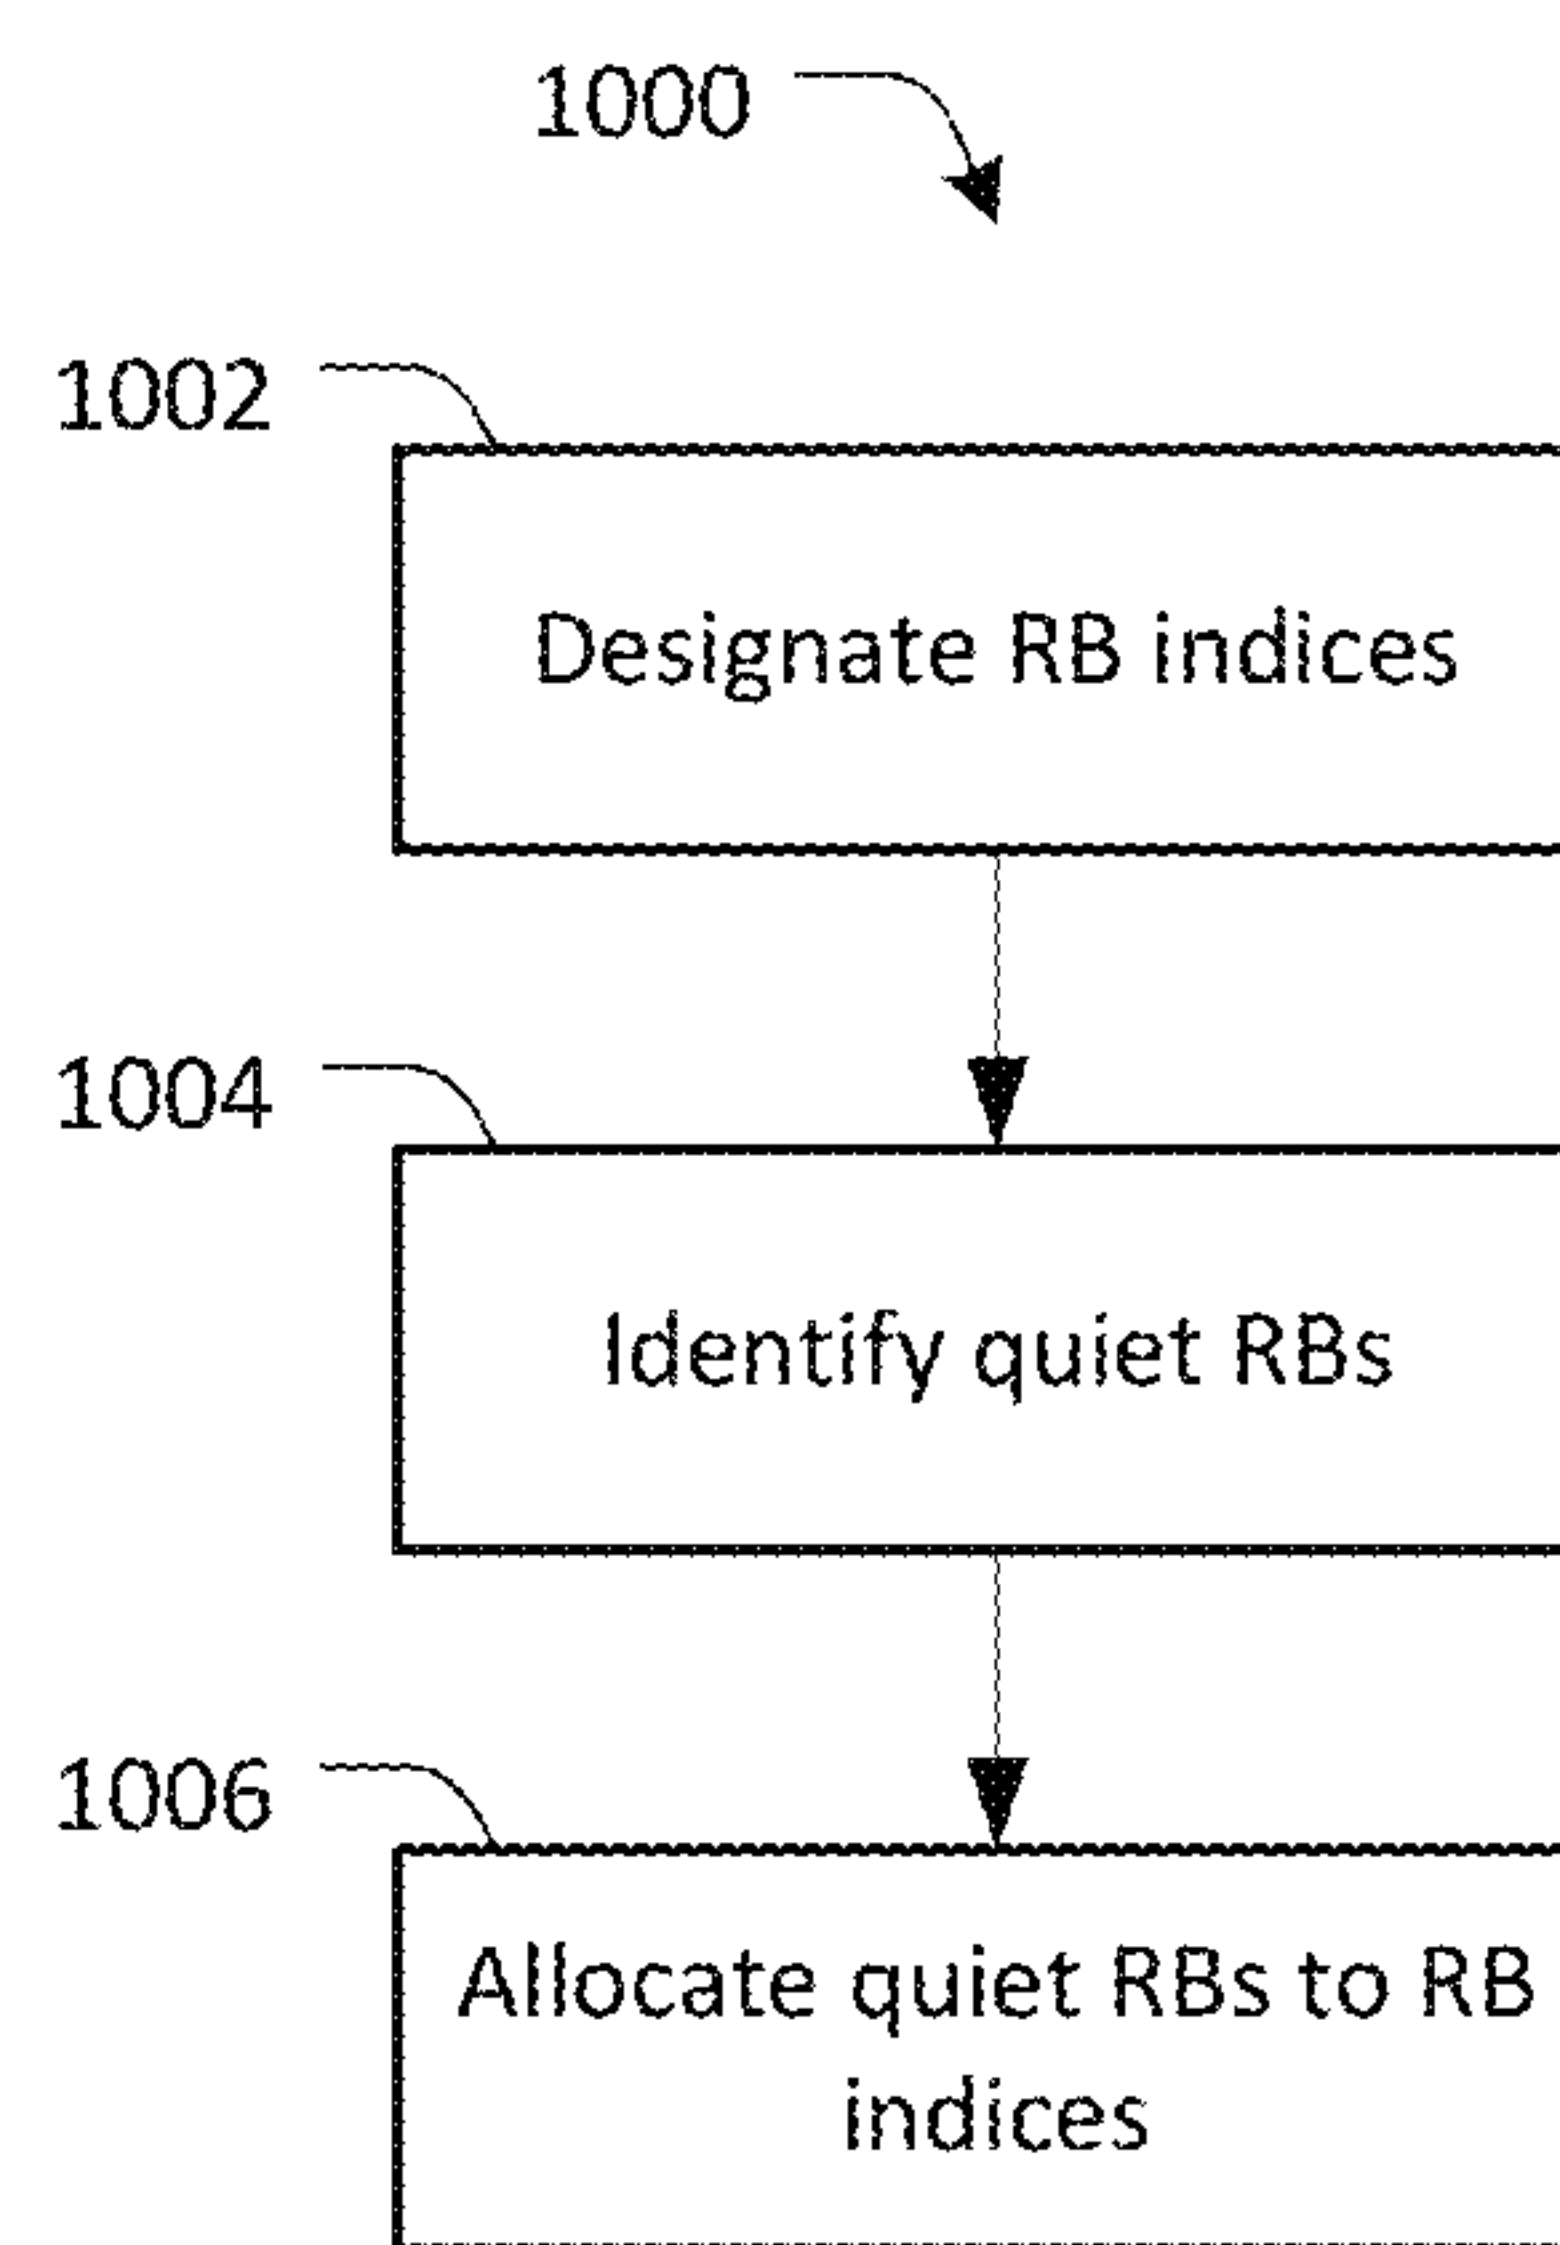 1000
1002
Designate RB indices
1004
Identify quiet RBs
1006
Allocate quiet RBs to RB
indices